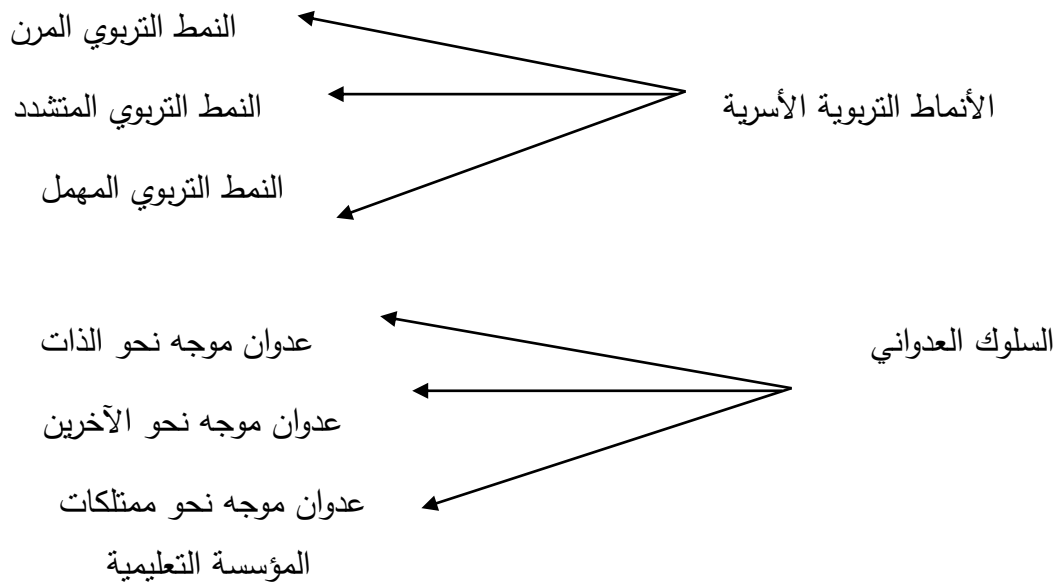 النمط التربوي المرن
الأنماط التربوية الأسرية
النمط التربوي المتشدد
النمط التربوي المهمل
السلوك العدواني
عدوان موجه نحو الذات
عدوان موجه نحو الآخرين
عدوان موجه نحو ممتلكات
المؤسسة التعليمية